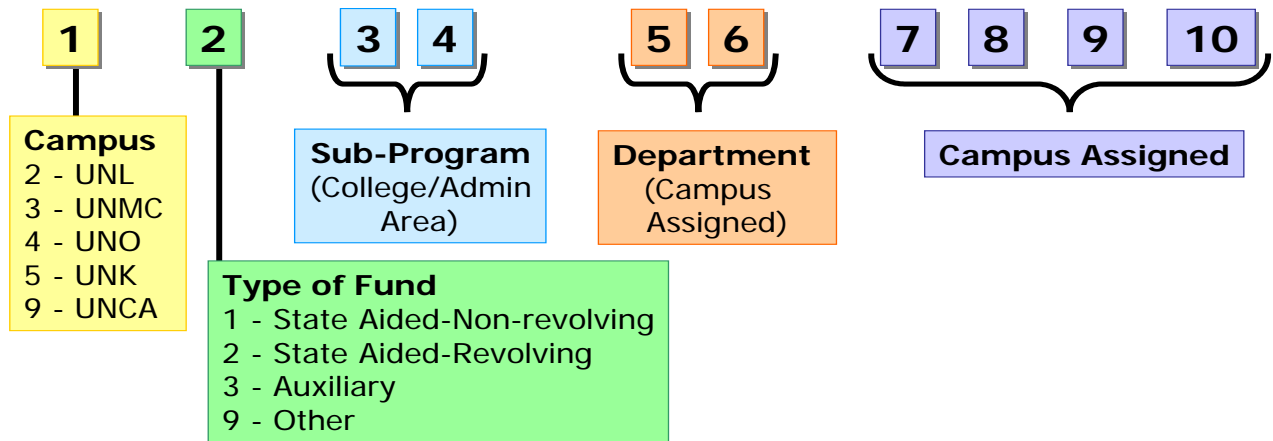 1 2 3 4 5 6 7 8 9 10
Campus
2 - UNL
3 - UNMC
4 - UNO
5 - UNK
9 - UNCA
Type of Fund
1 - State Aided-Non-revolving
2 - State Aided-Revolving
3 - Auxiliary
9 - Other
Sub-Program
(College/Admin
Area)
Department
(Campus
Assigned)
Campus Assigned